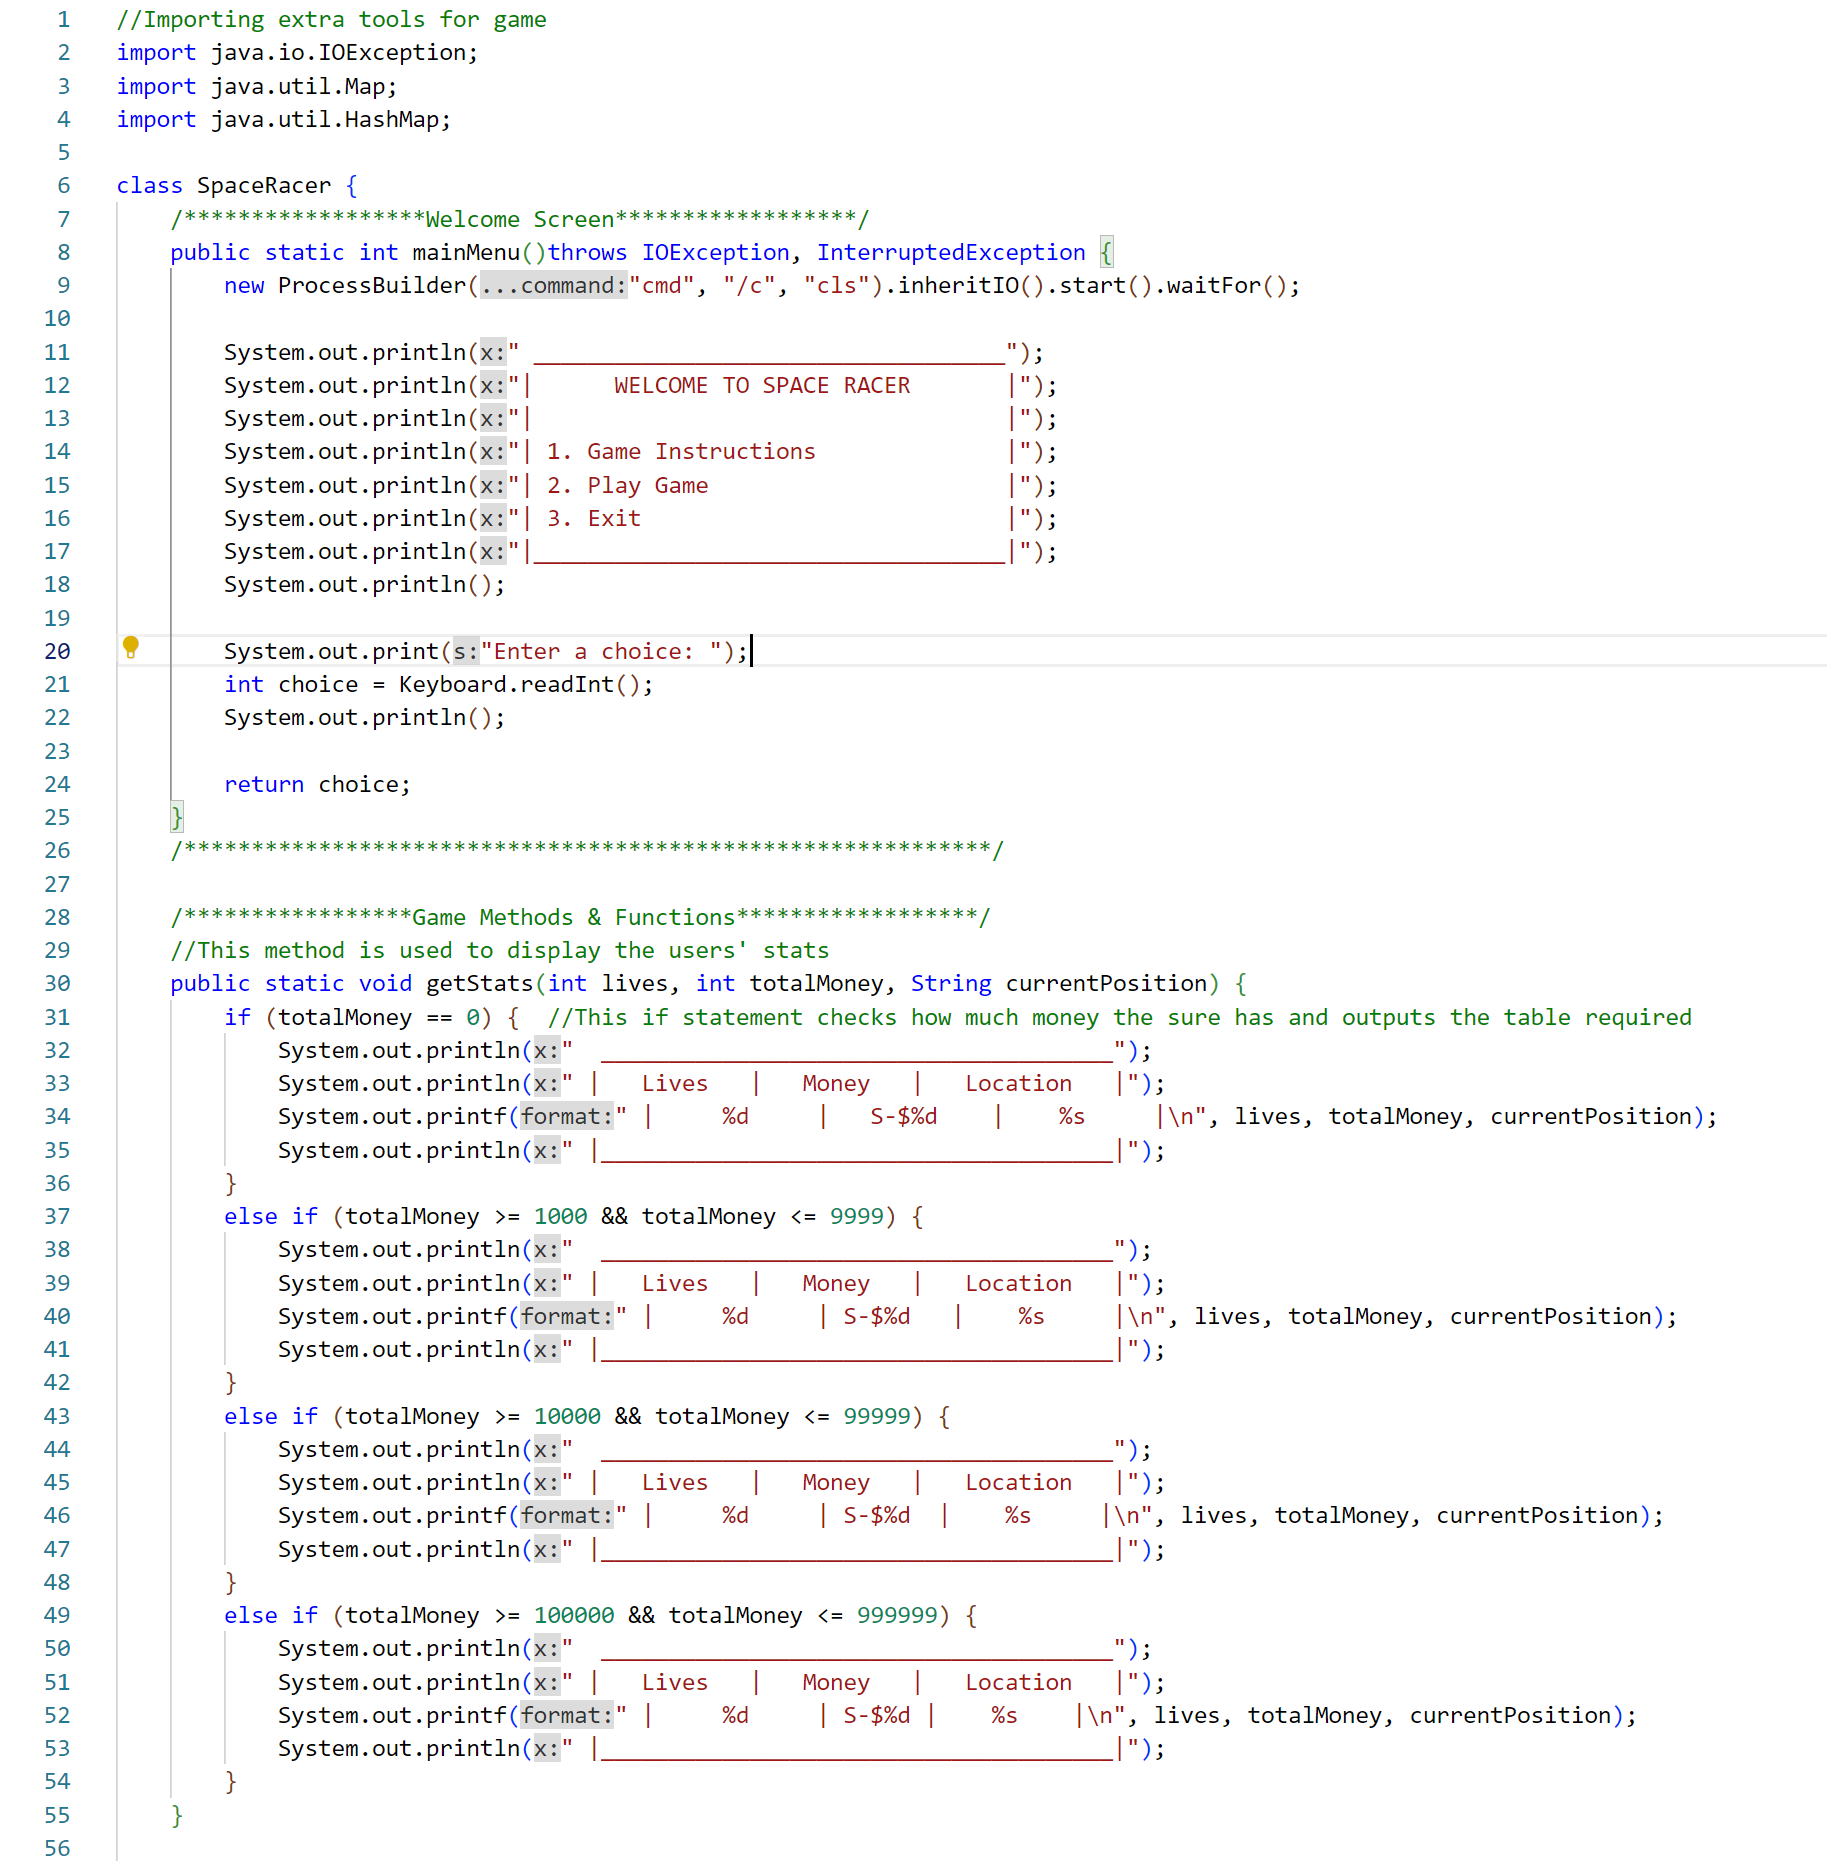 1 //Importing extra tools for game
2 import java.io.IOException;
3 import java.util.Map;
4 import java.util.HashMap;
5
6 class SpaceRacer {
7     /******************Welcome Screen******************/
8     public static int mainMenu()throws IOException, InterruptedException {
9         new ProcessBuilder(...command:"cmd", "/c", "cls").inheritIO().start().waitFor();
10
11         System.out.println(x:" ___________________________________");
12         System.out.println(x:"|      WELCOME TO SPACE RACER       |");
13         System.out.println(x:"|                                   |");
14         System.out.println(x:"| 1. Game Instructions              |");
15         System.out.println(x:"| 2. Play Game                      |");
16         System.out.println(x:"| 3. Exit                           |");
17         System.out.println(x:"|___________________________________|");
18         System.out.println();
19
20         System.out.print(s:"Enter a choice: ");
21         int choice = Keyboard.readInt();
22         System.out.println();
23
24         return choice;
25     }
26     /************************************************************/
27
28     /*****************Game Methods & Functions******************/
29     //This method is used to display the users' stats
30     public static void getStats(int lives, int totalMoney, String currentPosition) {
31         if (totalMoney == 0) {  //This if statement checks how much money the sure has and outputs the table required
32             System.out.println(x:"  ______________________________________");
33             System.out.println(x:" |   Lives   |   Money   |   Location   |");
34             System.out.printf(format:" |     %d     |   S-$%d    |    %s     |\n", lives, totalMoney, currentPosition);
35             System.out.println(x:" |______________________________________|");
36         }
37         else if (totalMoney >= 1000 && totalMoney <= 9999) {
38             System.out.println(x:"  ______________________________________");
39             System.out.println(x:" |   Lives   |   Money   |   Location   |");
40             System.out.printf(format:" |     %d     | S-$%d   |    %s     |\n", lives, totalMoney, currentPosition);
41             System.out.println(x:" |______________________________________|");
42         }
43         else if (totalMoney >= 10000 && totalMoney <= 99999) {
44             System.out.println(x:"  ______________________________________");
45             System.out.println(x:" |   Lives   |   Money   |   Location   |");
46             System.out.printf(format:" |     %d     | S-$%d  |    %s     |\n", lives, totalMoney, currentPosition);
47             System.out.println(x:" |______________________________________|");
48         }
49         else if (totalMoney >= 100000 && totalMoney <= 999999) {
50             System.out.println(x:"  ______________________________________");
51             System.out.println(x:" |   Lives   |   Money   |   Location   |");
52             System.out.printf(format:" |     %d     | S-$%d |    %s    |\n", lives, totalMoney, currentPosition);
53             System.out.println(x:" |______________________________________|");
54         }
55     }
56